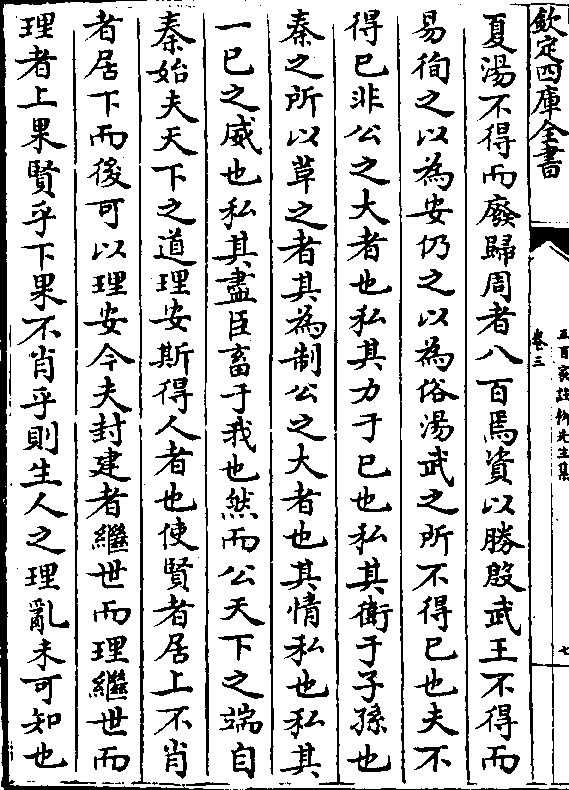 欽定四庫全書
五百家註柳先生集
卷三
七
夏湯不得而廢歸周者八百焉資以勝殷武王不得而
易徇之以為安仍之以為俗湯武之所不得已也夫不
得已非公之大者也私其力于己也私其衛于子孫也
秦之所以革之者其為制公之大者也其情私也私其
一己之威也私其盡臣畜于我也然而公天下之端自
秦始夫天下之道理安斯得人者也使賢者居上不肖
者居下而後可以理安今夫封建者繼世而理繼世而
理者上果賢乎下果不肖乎則生人之理亂未可知也